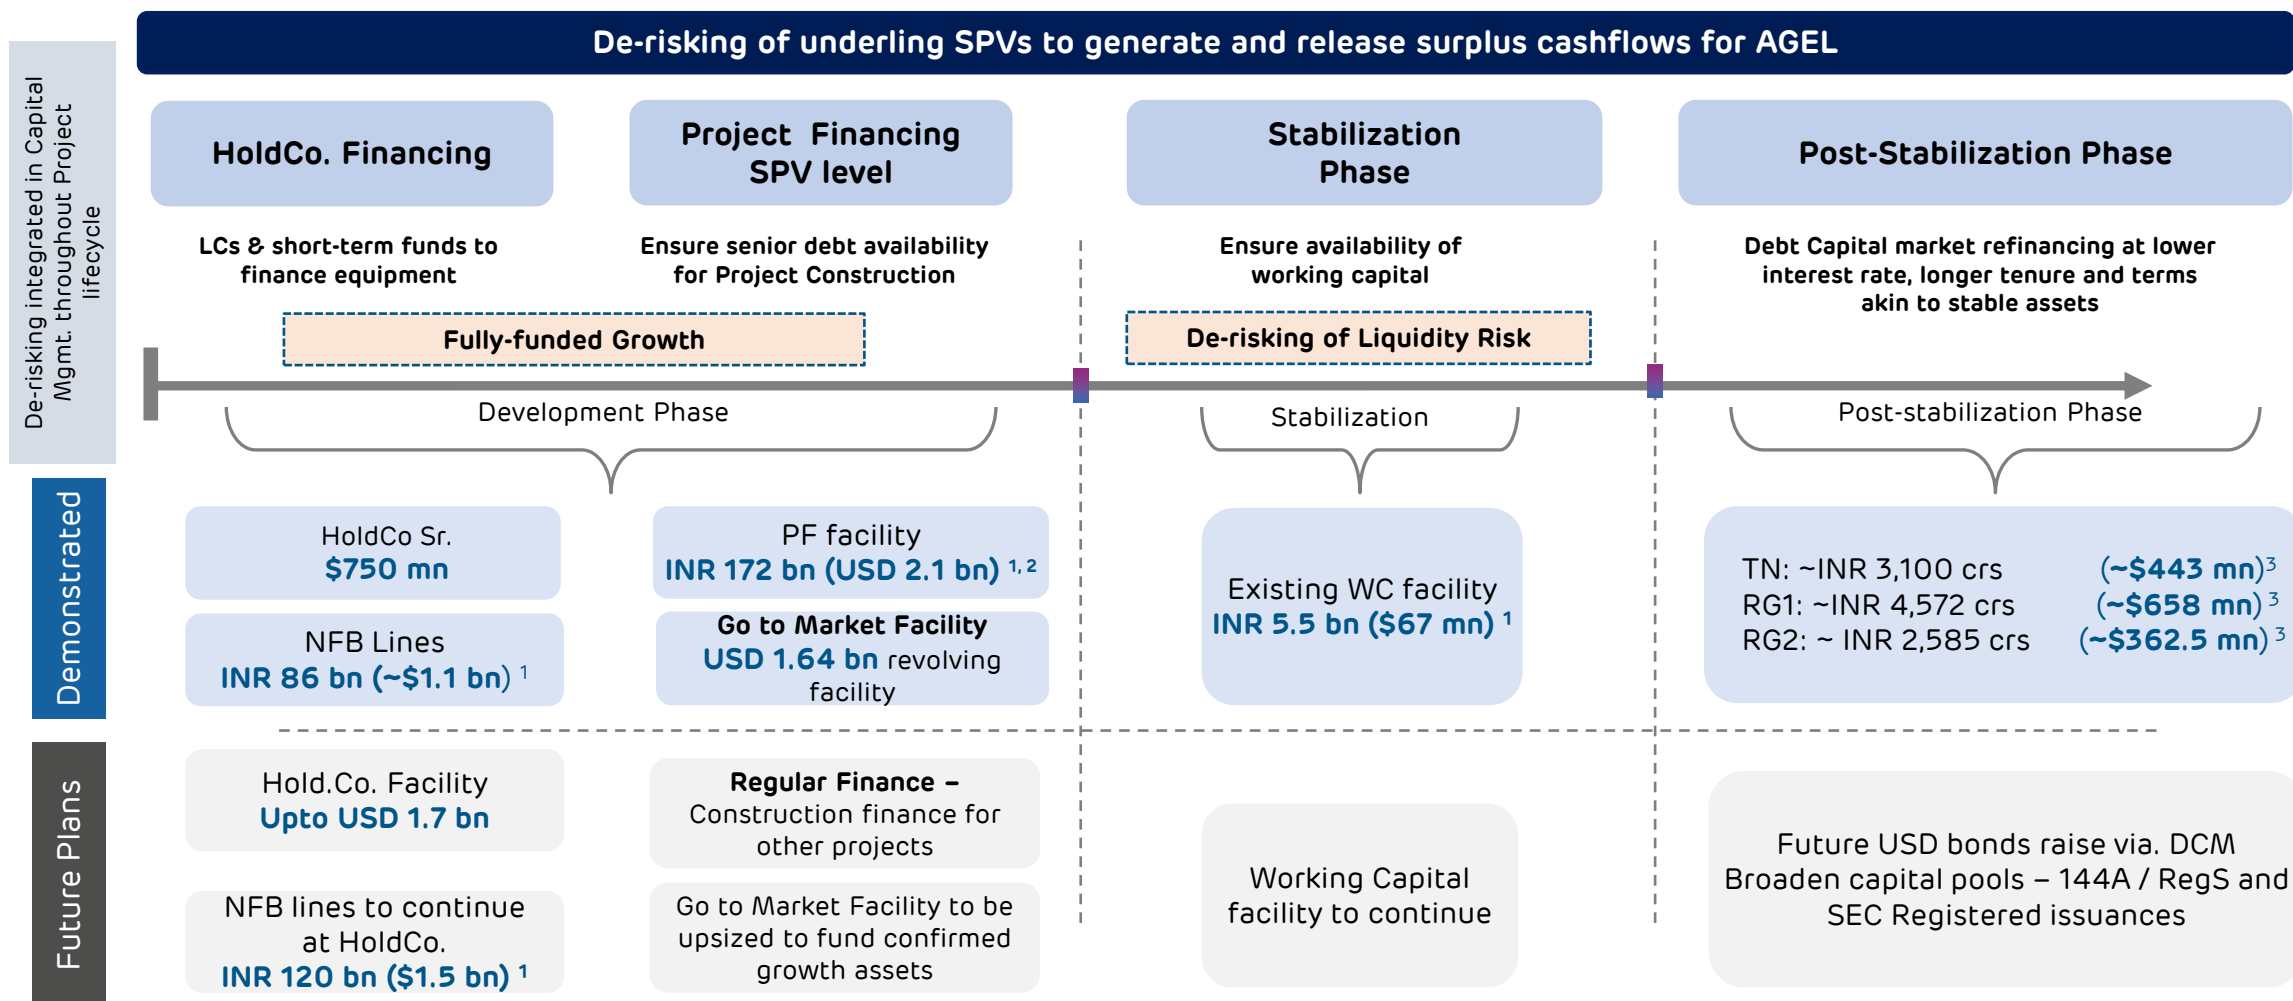 De-risking of underling SPVs to generate and release surplus cashflows for AGEL
De-risking integrated in Capital
Mgmt. throughout Project
lifecycle
HoldCo. Financing
Project Financing
SPV level
Stabilization
Phase
Post-Stabilization Phase
LCs & short-term funds to
finance equipment
Ensure senior debt availability
for Project Construction
Ensure availability of
working capital
Debt Capital market refinancing at lower
interest rate, longer tenure and terms
akin to stable assets
Fully-funded Growth
De-risking of Liquidity Risk
Development Phase
Stabilization
Post-stabilization Phase
Demonstrated
HoldCo Sr.
$750 mn
NFB Lines
INR 86 bn (~$1.1 bn) 1
PF facility
INR 172 bn (USD 2.1 bn) 1, 2
Go to Market Facility
USD 1.64 bn revolving
facility
Existing WC facility
INR 5.5 bn ($67 mn) 1
TN: ~INR 3,100 crs (~$443 mn)3
RG1: ~INR 4,572 crs (~$658 mn) 3
RG2: ~ INR 2,585 crs (~$362.5 mn) 3
Future Plans
Hold.Co. Facility
Upto USD 1.7 bn
NFB lines to continue
at HoldCo.
INR 120 bn ($1.5 bn) 1
Regular Finance –
Construction finance for
other projects
Go to Market Facility to be
upsized to fund confirmed
growth assets
Working Capital
facility to continue
Future USD bonds raise via. DCM
Broaden capital pools – 144A / RegS and
SEC Registered issuances